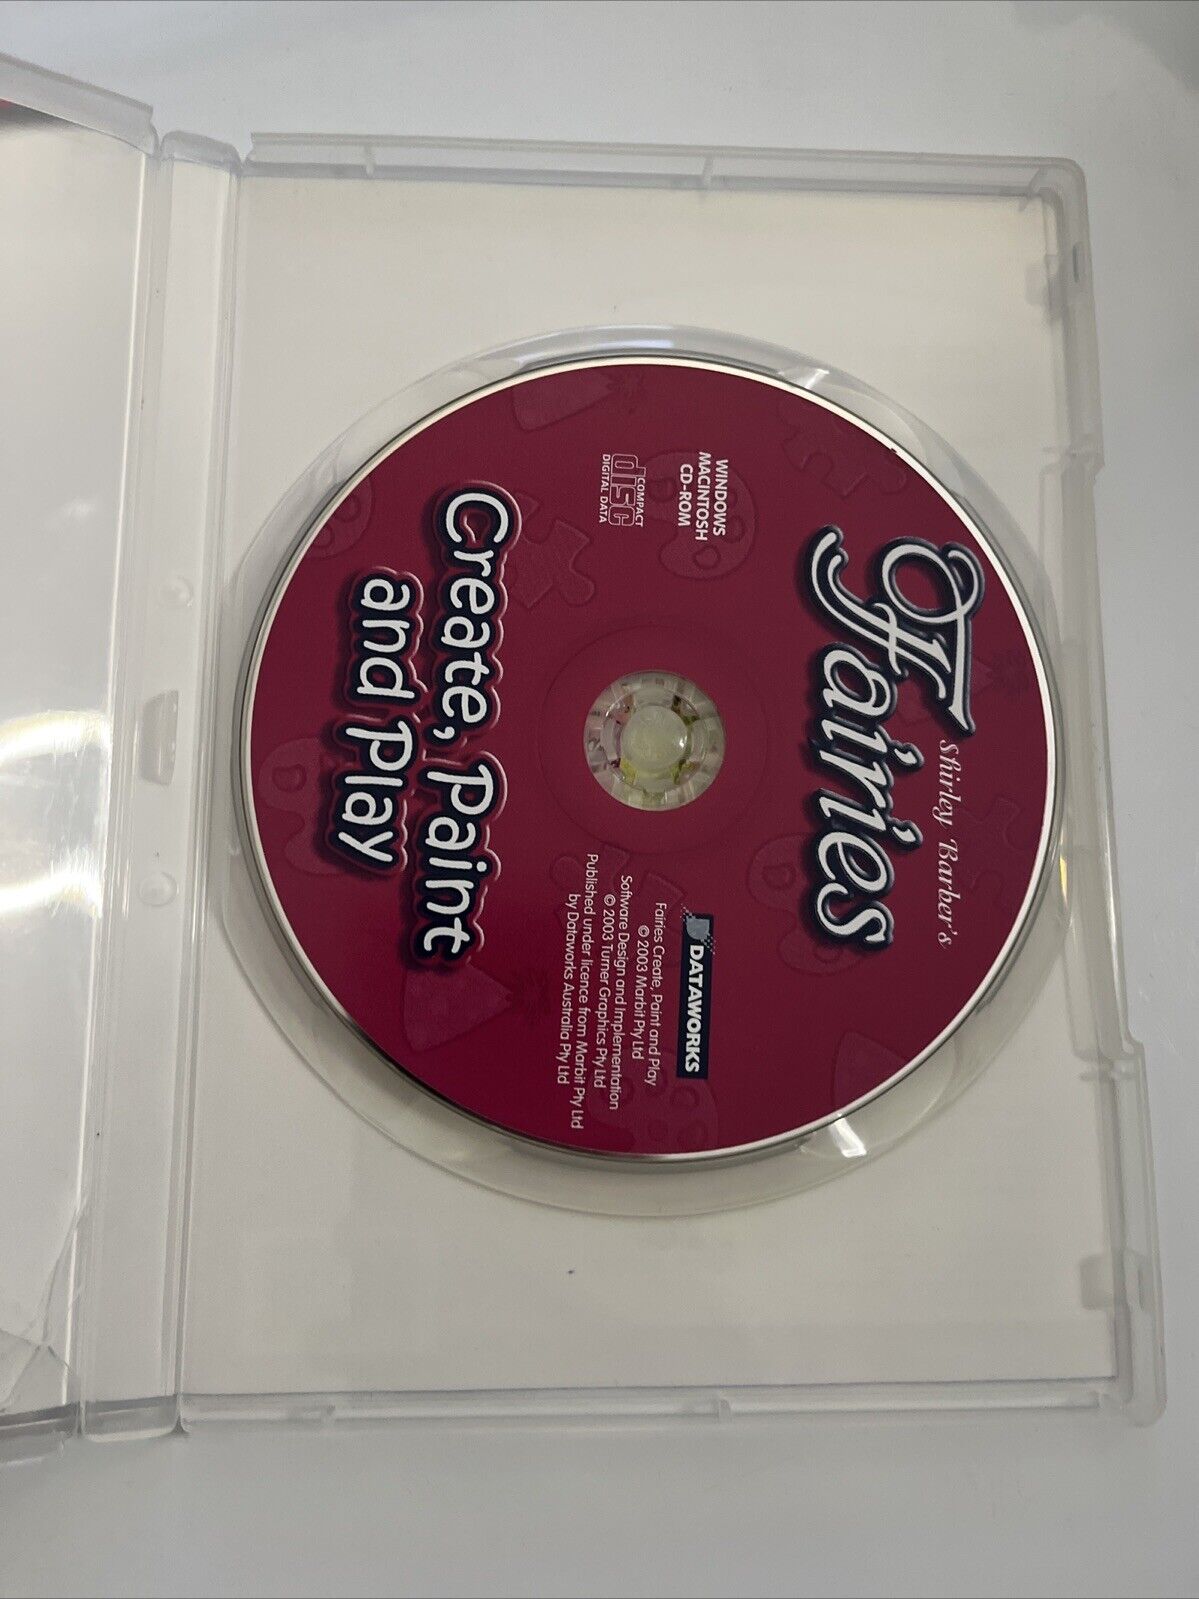 Shirley Barber's
Fairies
WINDOWS
MACINTOSH
CD-ROM
COMPACT
disc
DIGITAL DATA
DATAWORKS
Fairies Create, Paint and Play
© 2003 Marbit Pty Ltd
Software Design and Implementation
© 2003 Turner Graphics Pty Ltd
Published under licence from Marbit Pty Ltd
by Dataworks Australia Pty Ltd
Create, Paint
and Play